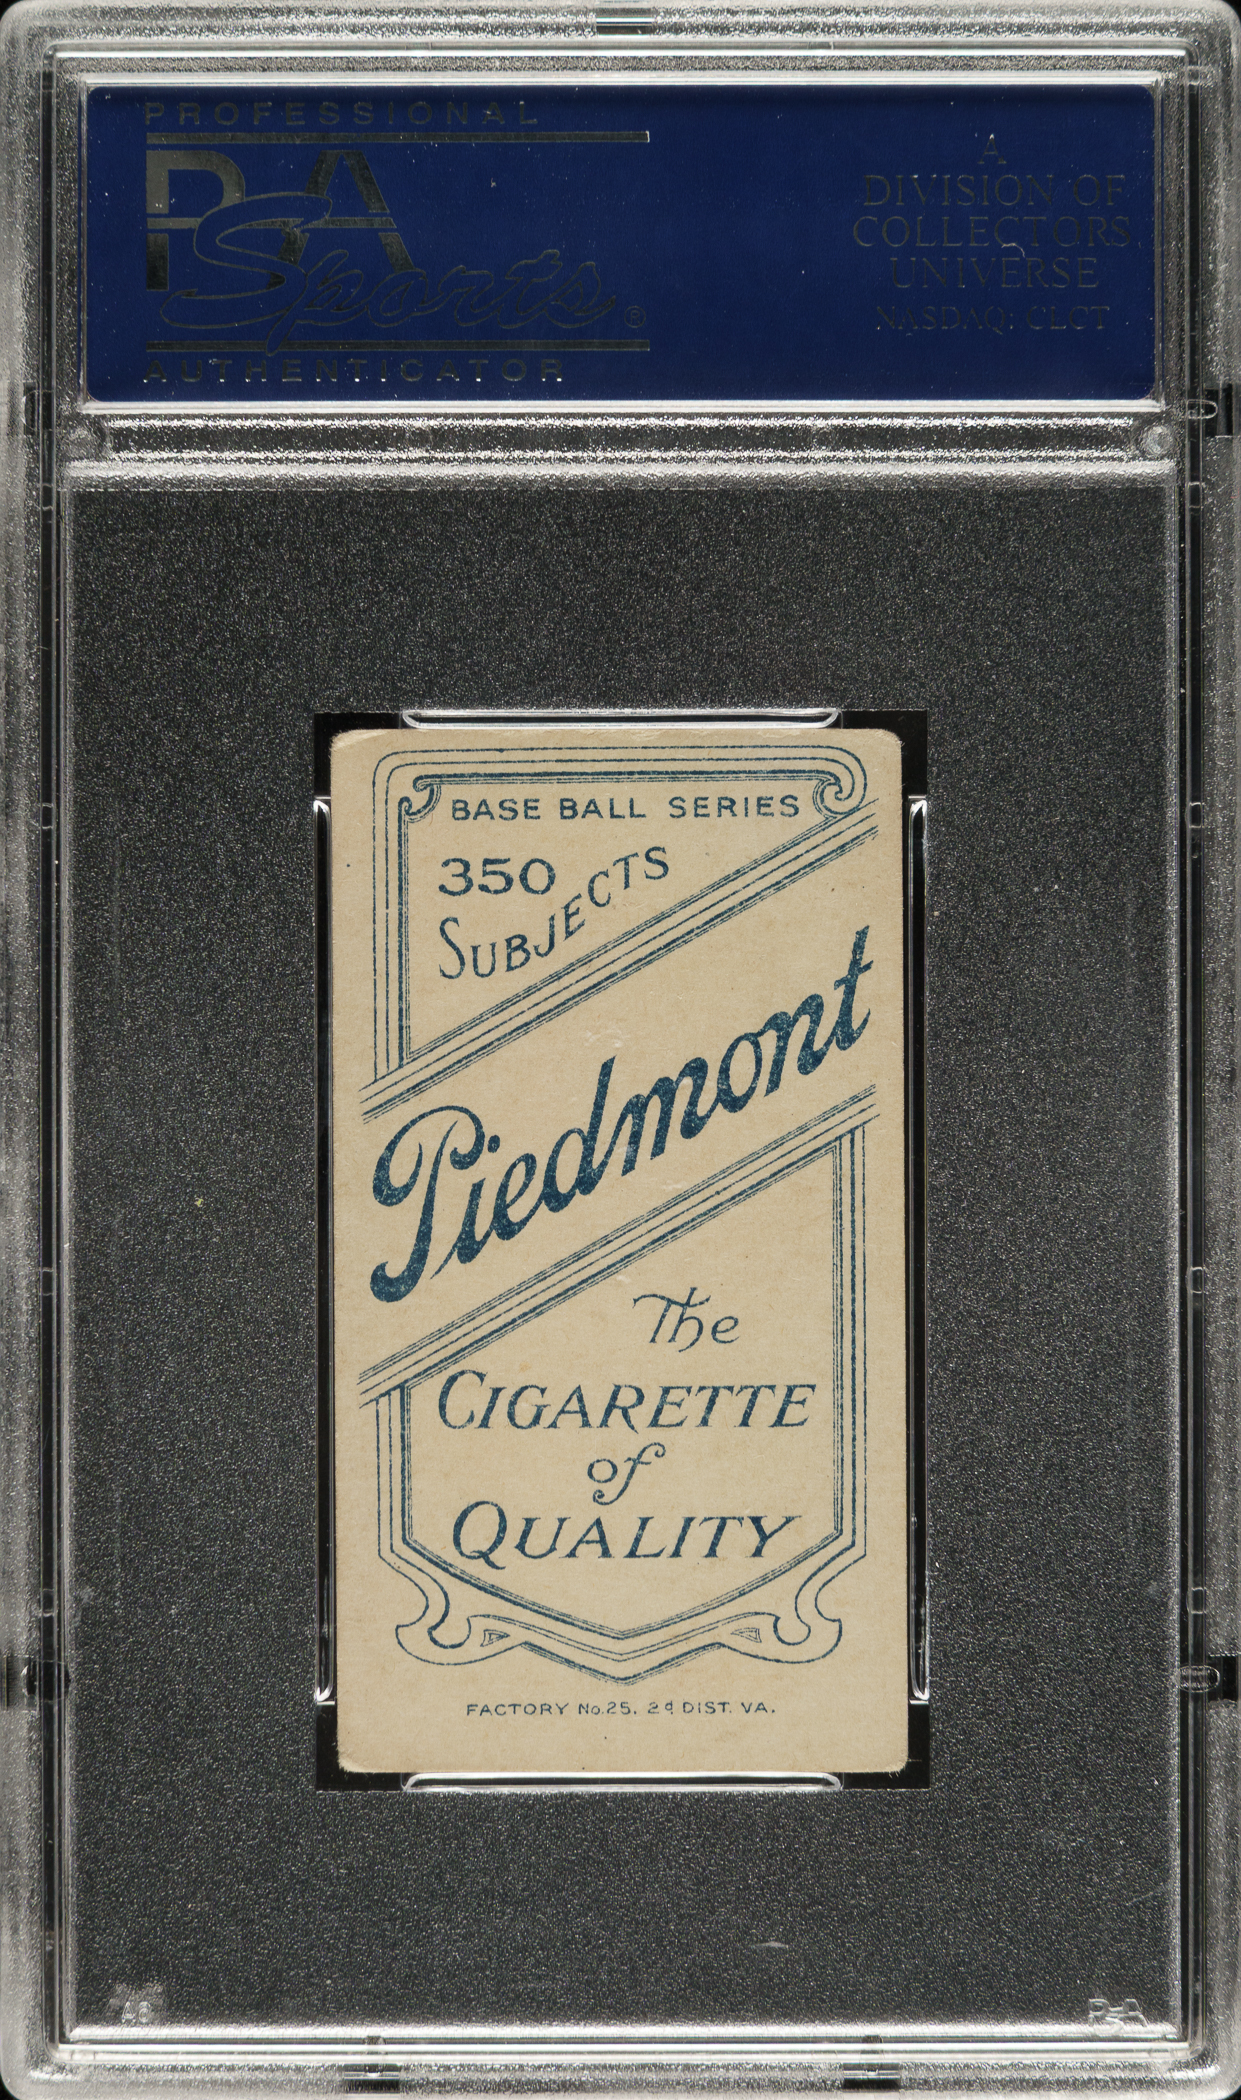 PROFESSIONAL
PSA
Sports®
AUTHENTICATOR
A
DIVISION OF
COLLECTORS
UNIVERSE
NASDAQ: CLCT
BASE BALL SERIES
350
SUBJECTS
Piedmont
The
CIGARETTE
of
QUALITY
FACTORY No. 25. 2d DIST. VA.
PSA